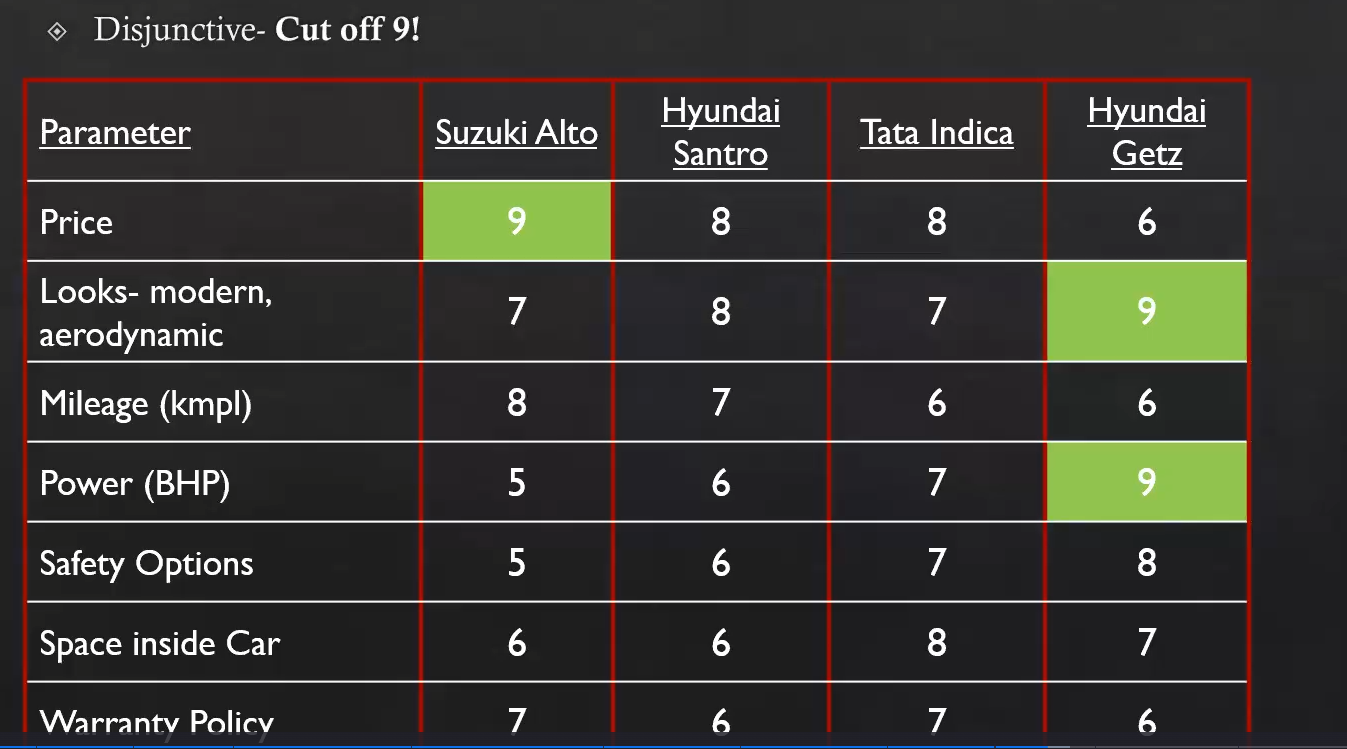 Disjunctive- Cut off 9!
Parameter Suzuki Alto Hyundai Santro Tata Indica Hyundai Getz
Price 9 8 8 6
Looks- modern,
aerodynamic 7 8 7 9
Mileage (kmpl) 8 7 6 6
Power (BHP) 5 6 7 9
Safety Options 5 6 7 8
Space inside Car 6 6 8 7
Warranty Policy 7 6 7 6